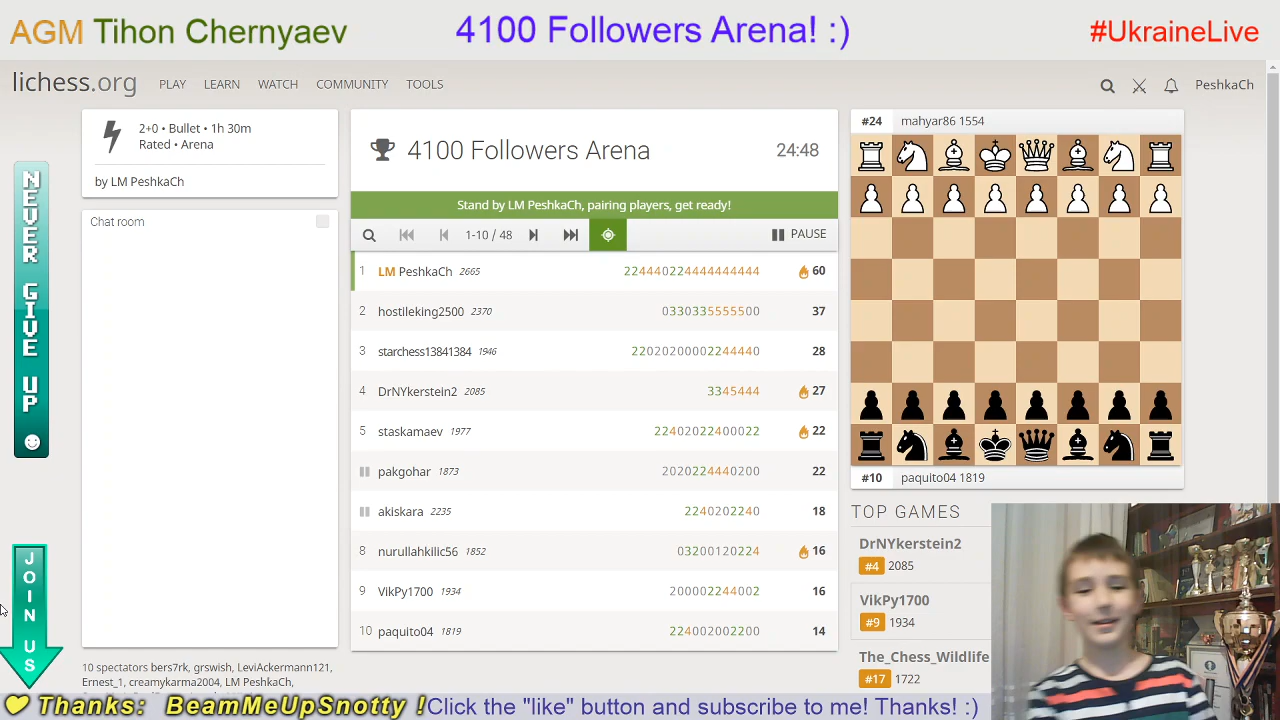 AGM Tihon Chernyaev
4100 Followers Arena! :)
#UkraineLive
lichess.org
PLAY LEARN WATCH COMMUNITY TOOLS
PeshkaCh
2+0 • Bullet • 1h 30m
Rated • Arena
by LM PeshkaCh
Chat room
NEVER GIVE UP
JOIN US
10 spectators bers7rk, grswish, LeviAckermann121,
Ernest_1, creamykarma2004, LM PeshkaCh,
4100 Followers Arena
24:48
Stand by LM PeshkaCh, pairing players, get ready!
1-10 / 48
PAUSE
1 LM PeshkaCh 2665 22444022444444444 60
2 hostileking2500 2370 033033555500 37
3 starchess13841384 1946 22020200002244440 28
4 DrNYkerstein2 2085 3345444 27
5 staskamaev 1977 22402022400022 22
pakgohar 1873 2020224440200 22
akiskara 2235 2240202240 18
8 nurullahkilic56 1852 03200120224 16
9 VikPy1700 1934 200002244002 16
10 paquito04 1819 224002002200 14
#24 mahyar86 1554
#10 paquito04 1819
TOP GAMES
DrNYkerstein2
#4 2085
VikPy1700
#9 1934
The_Chess_Wildlife
#17 1722
Thanks: BeamMeUpSnotty !
Click the "like" button and subscribe to me! Thanks! :)